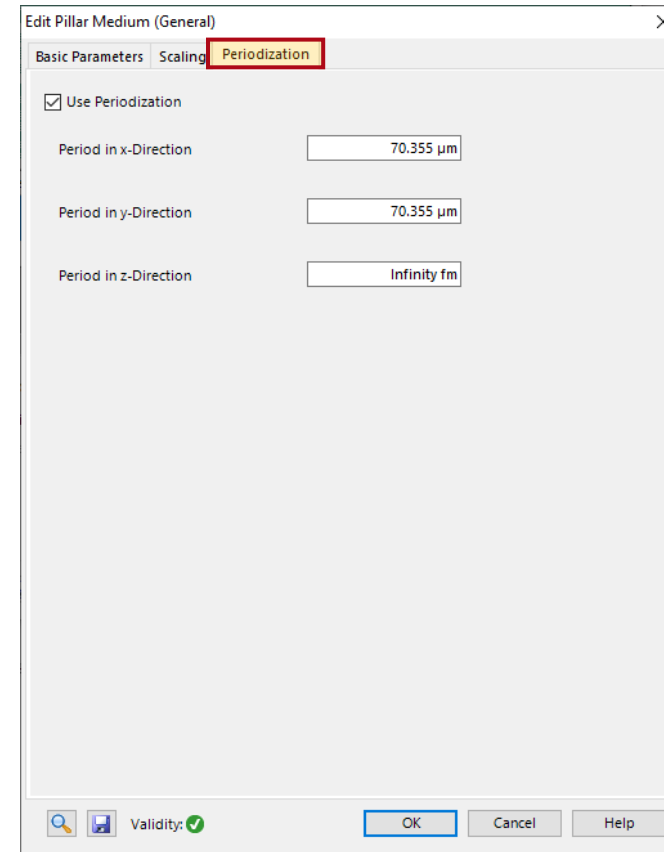 Edit Pillar Medium (General)
Basic Parameters Scaling Periodization
Use Periodization
Period in x-Direction 70.355 µm
Period in y-Direction 70.355 µm
Period in z-Direction Infinity fm
Validity: OK Cancel Help